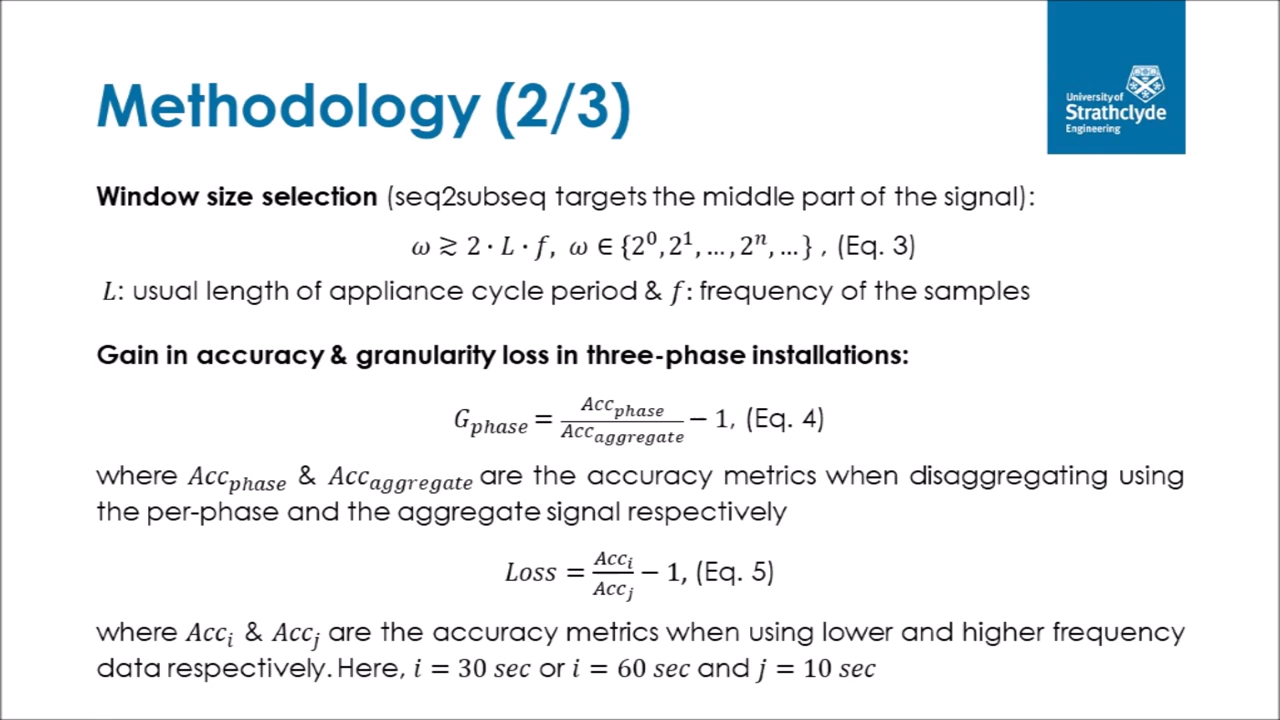 Methodology (2/3)
University of
Strathclyde
Engineering
Window size selection (seq2subseq targets the middle part of the signal):
ω ≳ 2 · L · f, ω ∈ {2⁰, 2¹, …, 2ⁿ, …} , (Eq. 3)
L: usual length of appliance cycle period & f: frequency of the samples
Gain in accuracy & granularity loss in three-phase installations:
G_phase = Acc_phase / Acc_aggregate − 1, (Eq. 4)
where Acc_phase & Acc_aggregate are the accuracy metrics when disaggregating using
the per-phase and the aggregate signal respectively
Loss = Acc_i / Acc_j − 1, (Eq. 5)
where Acc_i & Acc_j are the accuracy metrics when using lower and higher frequency
data respectively. Here, i = 30 sec or i = 60 sec and j = 10 sec